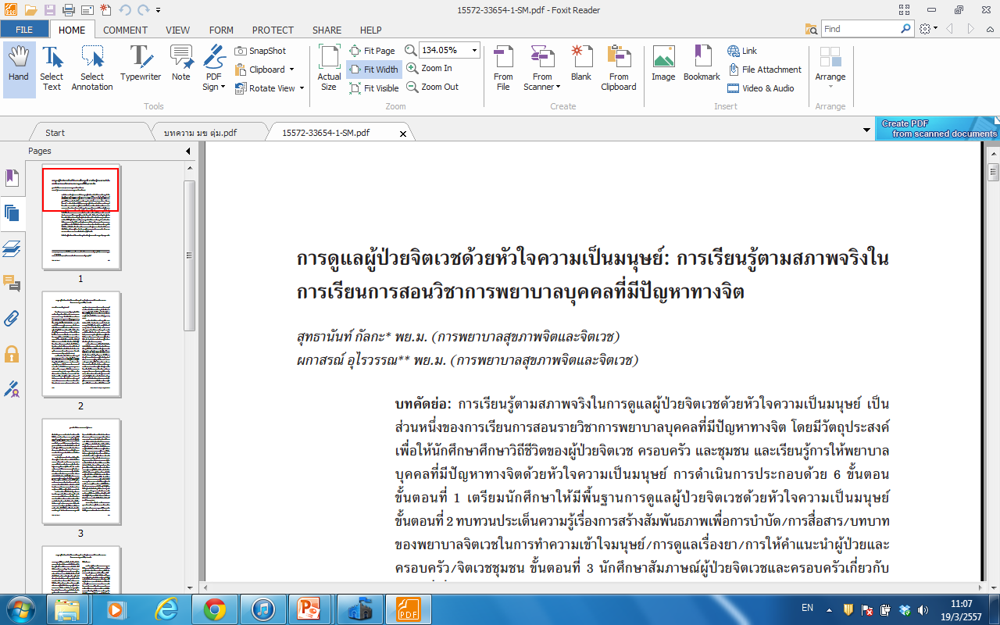 15572-33654-1-SM.pdf - Foxit Reader
FILE HOME COMMENT VIEW FORM PROTECT SHARE HELP
Find
Hand
Select Text
Select Annotation
Typewriter
Note
PDF Sign
SnapShot
Clipboard
Rotate View
Tools
Actual Size
Fit Page
Fit Width
Fit Visible
134.05%
Zoom In
Zoom Out
Zoom
From File
From Scanner
Blank
From Clipboard
Create
Image
Bookmark
Link
File Attachment
Video & Audio
Insert
Arrange
Arrange
Start
บทความ มข ตุ่ม.pdf
15572-33654-1-SM.pdf
Create PDF
from scanned documents
Pages
1
2
3
การดูแลผู้ป่วยจิตเวชด้วยหัวใจความเป็นมนุษย์: การเรียนรู้ตามสภาพจริงใน
การเรียนการสอนวิชาการพยาบาลบุคคลที่มีปัญหาทางจิต
สุทธานันท์ กัลกะ* พย.ม. (การพยาบาลสุขภาพจิตและจิตเวช)
ผกาสรณ์ อุไรวรรณ** พย.ม. (การพยาบาลสุขภาพจิตและจิตเวช)
บทคัดย่อ: การเรียนรู้ตามสภาพจริงในการดูแลผู้ป่วยจิตเวชด้วยหัวใจความเป็นมนุษย์ เป็น
ส่วนหนึ่งของการเรียนการสอนรายวิชาการพยาบาลบุคคลที่มีปัญหาทางจิต โดยมีวัตถุประสงค์
เพื่อให้นักศึกษาศึกษาวิถีชีวิตของผู้ป่วยจิตเวช ครอบครัว และชุมชน และเรียนรู้การให้พยาบาล
บุคคลที่มีปัญหาทางจิตด้วยหัวใจความเป็นมนุษย์ การดำเนินการประกอบด้วย 6 ขั้นตอน
ขั้นตอนที่ 1 เตรียมนักศึกษาให้มีพื้นฐานการดูแลผู้ป่วยจิตเวชด้วยหัวใจความเป็นมนุษย์
ขั้นตอนที่ 2 ทบทวนประเด็นความรู้เรื่องการสร้างสัมพันธภาพเพื่อการบำบัด/การสื่อสาร/บทบาท
ของพยาบาลจิตเวชในการทำความเข้าใจมนุษย์/การดูแลเรื่องยา/การให้คำแนะนำผู้ป่วยและ
ครอบครัว/จิตเวชชุมชน ขั้นตอนที่ 3 นักศึกษาสัมภาษณ์ผู้ป่วยจิตเวชและครอบครัวเกี่ยวกับ
EN
11:07
19/3/2557